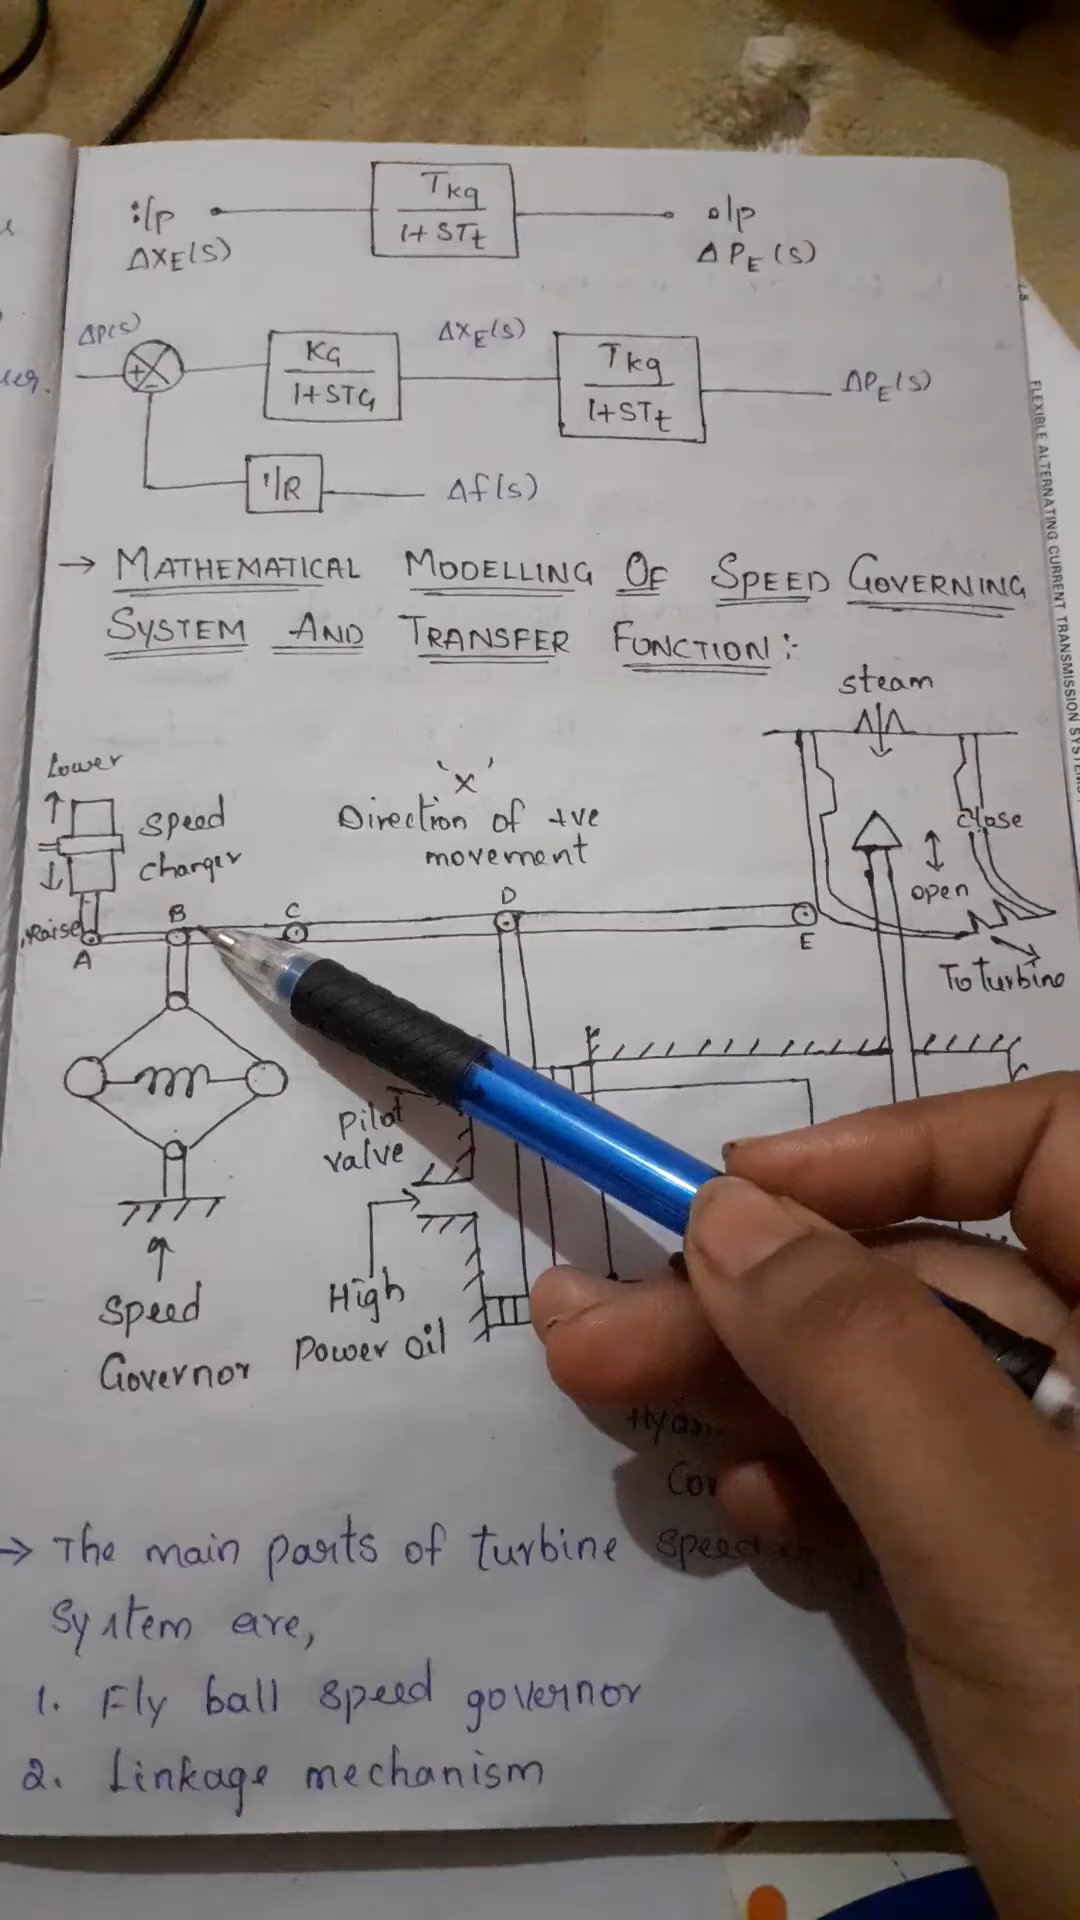 :/p
ΔXE(S)
Tkg
1+STt
o/p
ΔPE(S)
ΔP(S)
+
-
KG
1+STG
ΔXE(S)
Tkg
1+STt
ΔPE(S)
1/R
Δf(S)
→ MATHEMATICAL MODELLING OF SPEED GOVERNING
SYSTEM AND TRANSFER FUNCTION :-
steam
Lower
speed
changer
'x'
Direction of +ve
movement
close
open
Raise
A
B
C
D
E
To turbine
Pilot
valve
High
Power oil
Speed
Governor
→ The main parts of turbine speed
System are,
1. Fly ball speed governor
2. Linkage mechanism
FLEXIBLE ALTERNATING CURRENT TRANSMISSION